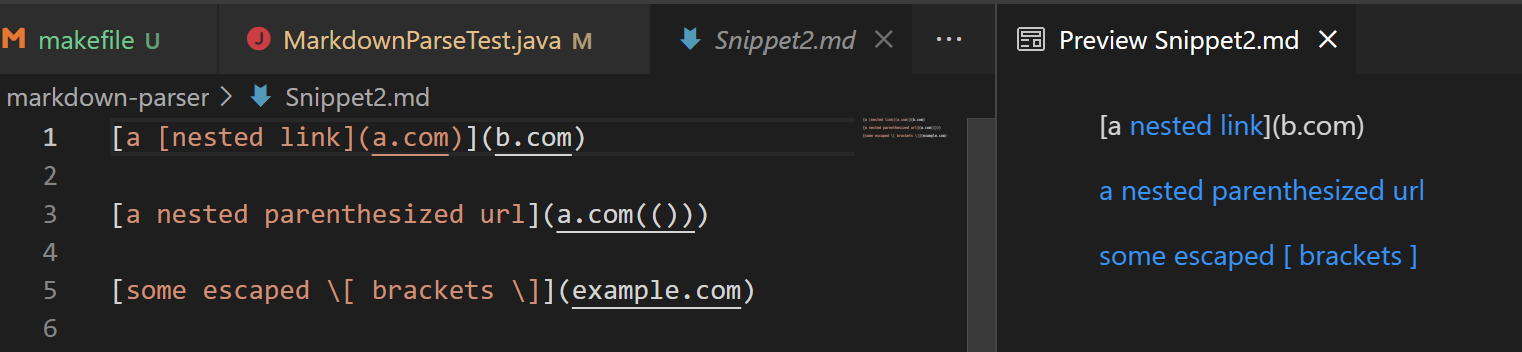 M makefile U J MarkdownParseTest.java M Snippet2.md ... Preview Snippet2.md
markdown-parser > Snippet2.md
1 [a [nested link](a.com)](b.com)
2
3 [a nested parenthesized url](a.com(()))
4
5 [some escaped \[ brackets \]](example.com)
6
[a nested link](b.com)
a nested parenthesized url
some escaped [ brackets ]